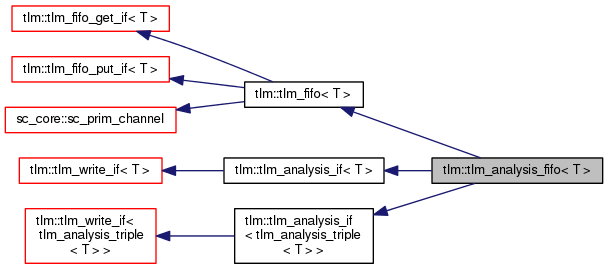 tlm::tlm_fifo_get_if< T >
tlm::tlm_fifo_put_if< T >
tlm::tlm_fifo< T >
sc_core::sc_prim_channel
tlm::tlm_write_if< T >
tlm::tlm_analysis_if< T >
tlm::tlm_analysis_fifo< T >
tlm::tlm_write_if<
tlm_analysis_triple
< T > >
tlm::tlm_analysis_if
< tlm_analysis_triple
< T > >